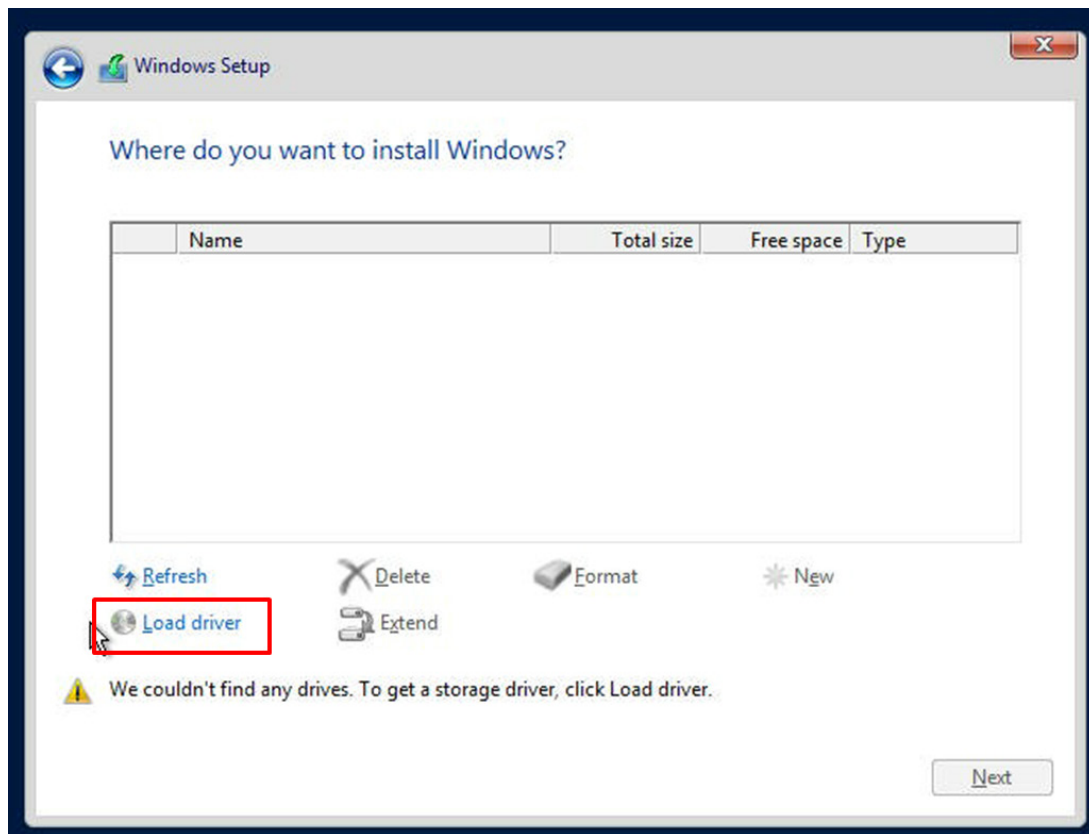 Windows Setup
Where do you want to install Windows?
Name Total size Free space Type
Refresh Delete Format New
Load driver Extend
We couldn't find any drives. To get a storage driver, click Load driver.
Next